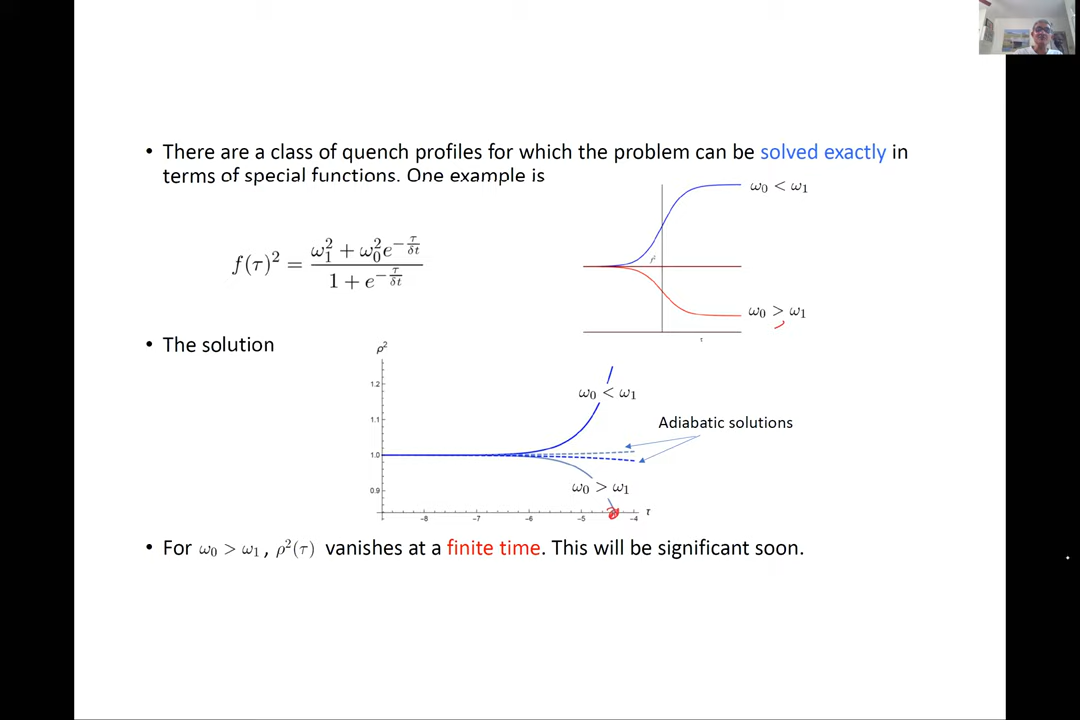 • There are a class of quench profiles for which the problem can be solved exactly in
terms of special functions. One example is
ω₀ < ω₁
f(τ)² = (ω₁² + ω₀² e^{-τ/δt}) / (1 + e^{-τ/δt})
ω₀ > ω₁
τ
• The solution
ρ²
1.2
ω₀ < ω₁
1.1
Adiabatic solutions
1.0
ω₀ > ω₁
0.9
τ
-8 -7 -6 -5 -4
• For ω₀ > ω₁, ρ²(τ) vanishes at a finite time. This will be significant soon.